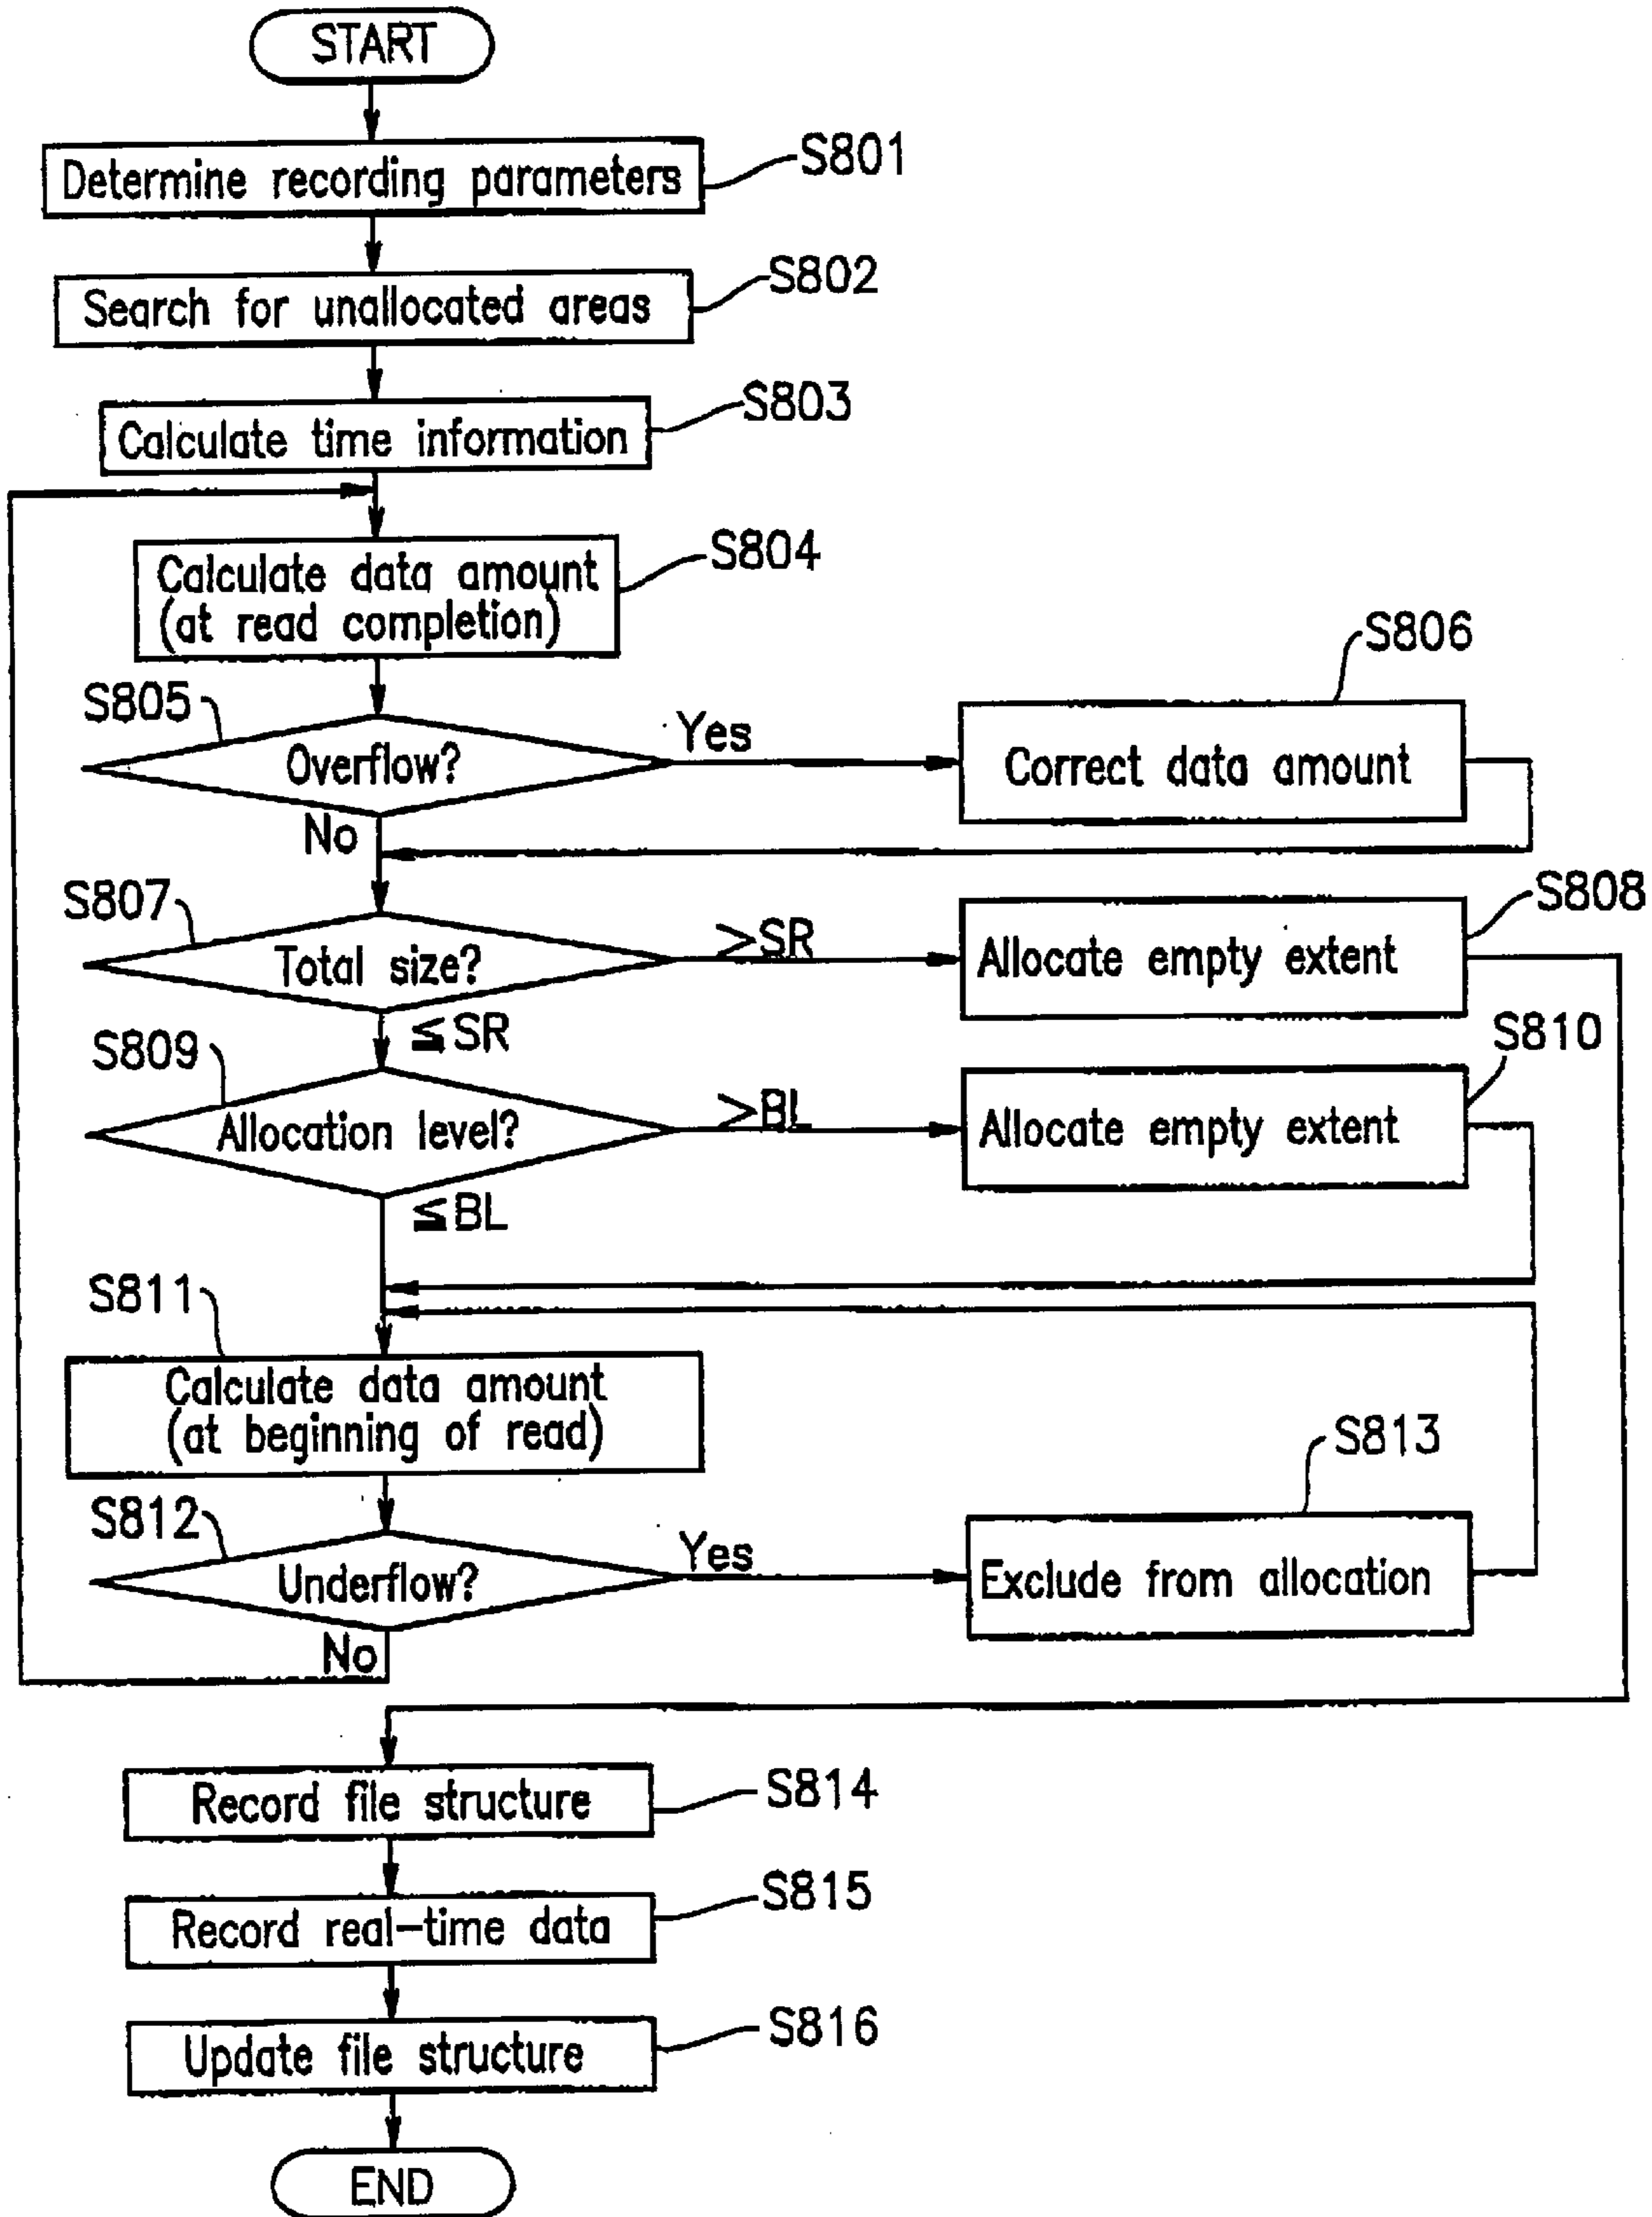 START
Determine recording parameters
S801
Search for unallocated areas
S802
Calculate time information
S803
Calculate data amount
(at read completion)
S804
S805
Overflow?
Yes
No
S806
Correct data amount
S807
Total size?
>SR
≦SR
S808
Allocate empty extent
S809
Allocation level?
>BL
≦BL
S810
Allocate empty extent
S811
Calculate data amount
(at beginning of read)
S812
Underflow?
Yes
No
S813
Exclude from allocation
Record file structure
S814
Record real-time data
S815
Update file structure
S816
END